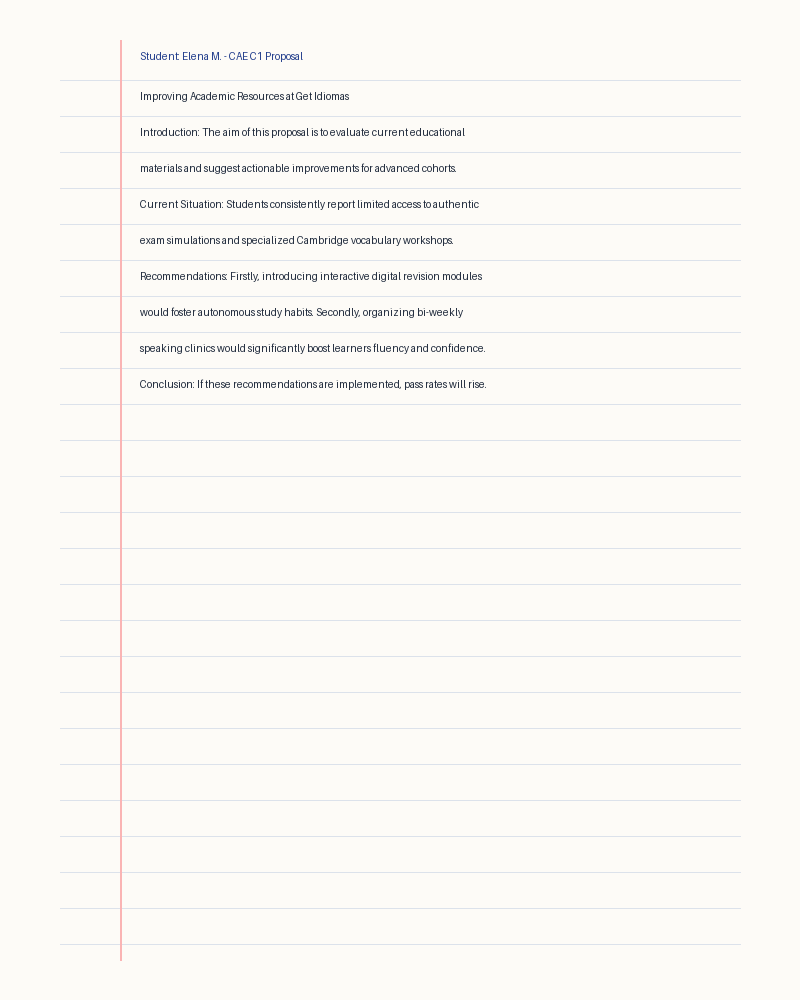 Student: Elena M. - CAE C1 Proposal
Improving Academic Resources at Get Idiomas
Introduction: The aim of this proposal is to evaluate current educational
materials and suggest actionable improvements for advanced cohorts.
Current Situation: Students consistently report limited access to authentic
exam simulations and specialized Cambridge vocabulary workshops.
Recommendations: Firstly, introducing interactive digital revision modules
would foster autonomous study habits. Secondly, organizing bi-weekly
speaking clinics would significantly boost learners fluency and confidence.
Conclusion: If these recommendations are implemented, pass rates will rise.